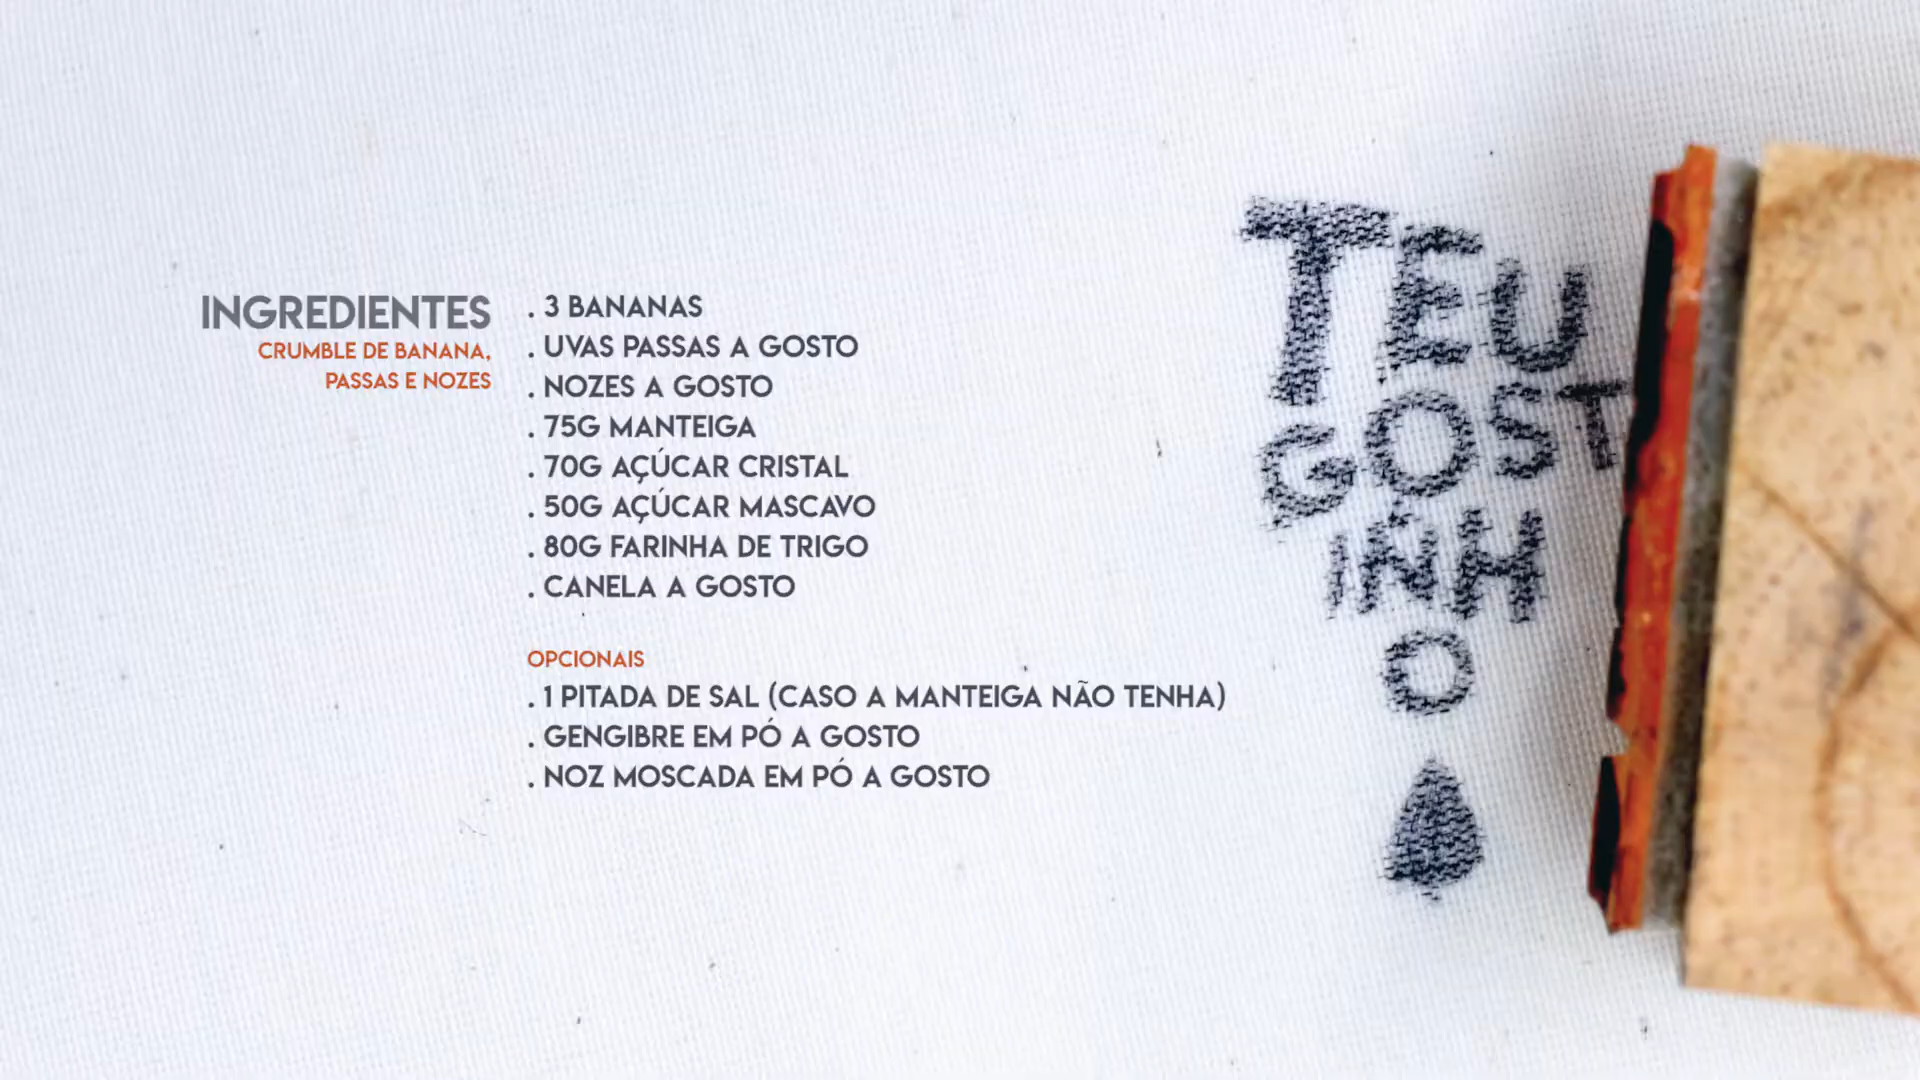 INGREDIENTES
CRUMBLE DE BANANA,
PASSAS E NOZES
. 3 BANANAS
. UVAS PASSAS A GOSTO
. NOZES A GOSTO
. 75G MANTEIGA
. 70G AÇÚCAR CRISTAL
. 50G AÇÚCAR MASCAVO
. 80G FARINHA DE TRIGO
. CANELA A GOSTO
OPCIONAIS
. 1 PITADA DE SAL (CASO A MANTEIGA NÃO TENHA)
. GENGIBRE EM PÓ A GOSTO
. NOZ MOSCADA EM PÓ A GOSTO
TEU
GOST
INH
O